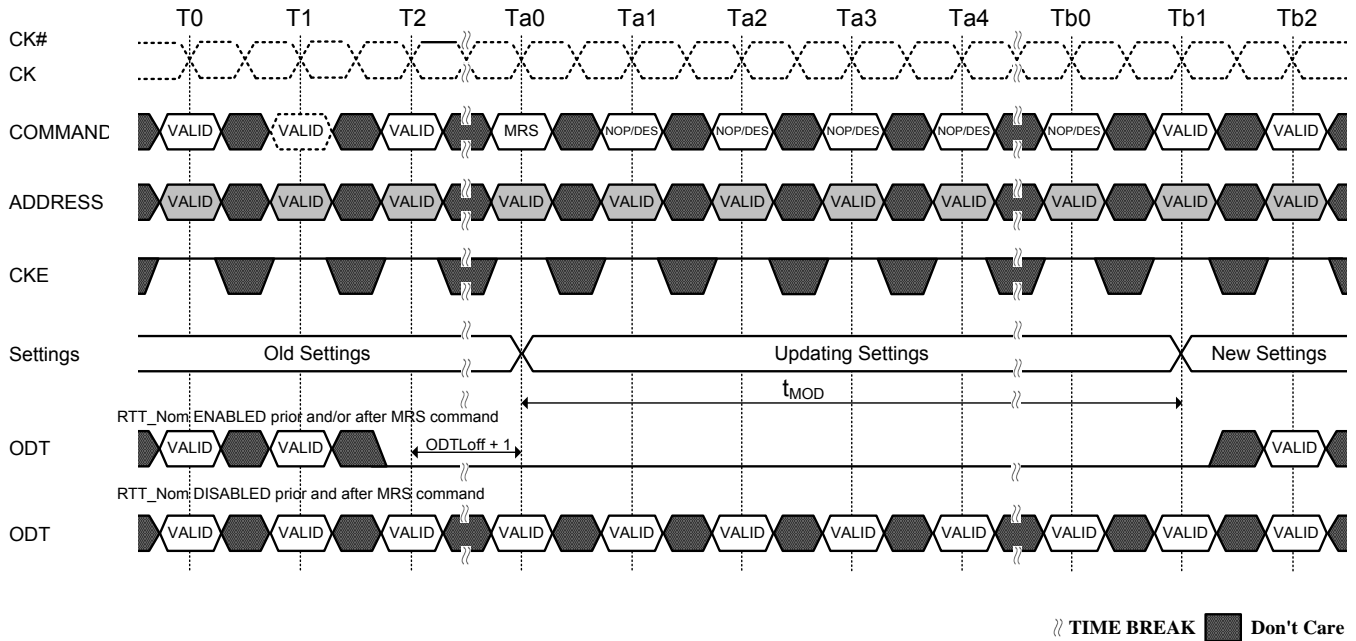 T0 T1 T2 Ta0 Ta1 Ta2 Ta3 Ta4 Tb0 Tb1 Tb2
CK#
CK
COMMAND VALID VALID VALID MRS NOP/DES NOP/DES NOP/DES NOP/DES NOP/DES VALID VALID
ADDRESS VALID VALID VALID VALID VALID VALID VALID VALID VALID VALID VALID
CKE
Settings Old Settings Updating Settings New Settings
tMOD
RTT_Nom ENABLED prior and/or after MRS command
ODT VALID VALID ODTLoff + 1 VALID
RTT_Nom DISABLED prior and after MRS command
ODT VALID VALID VALID VALID VALID VALID VALID VALID VALID VALID VALID
TIME BREAK Don't Care